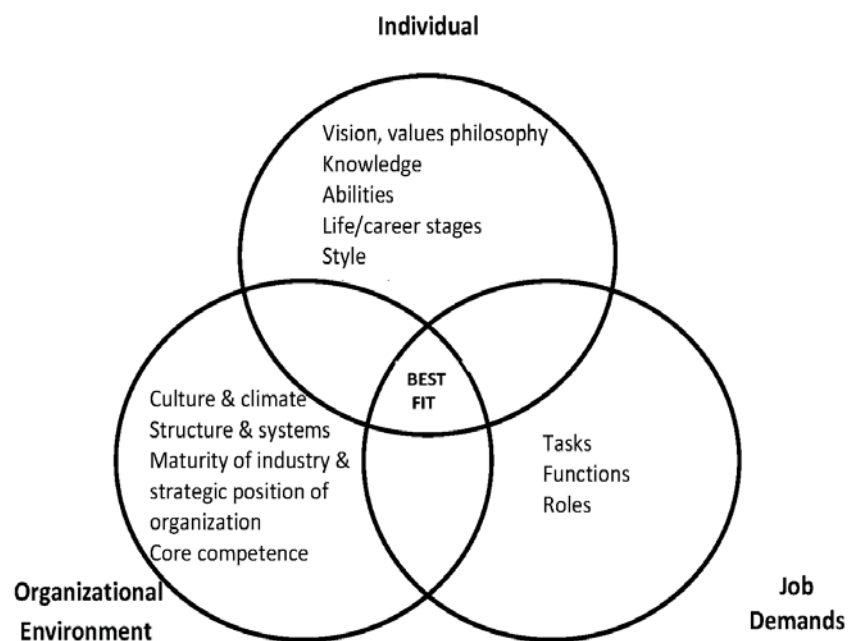 Individual
Vision, values philosophy
Knowledge
Abilities
Life/career stages
Style
BEST
FIT
Culture & climate
Structure & systems
Maturity of industry &
strategic position of
organization
Core competence
Tasks
Functions
Roles
Organizational
Environment
Job
Demands